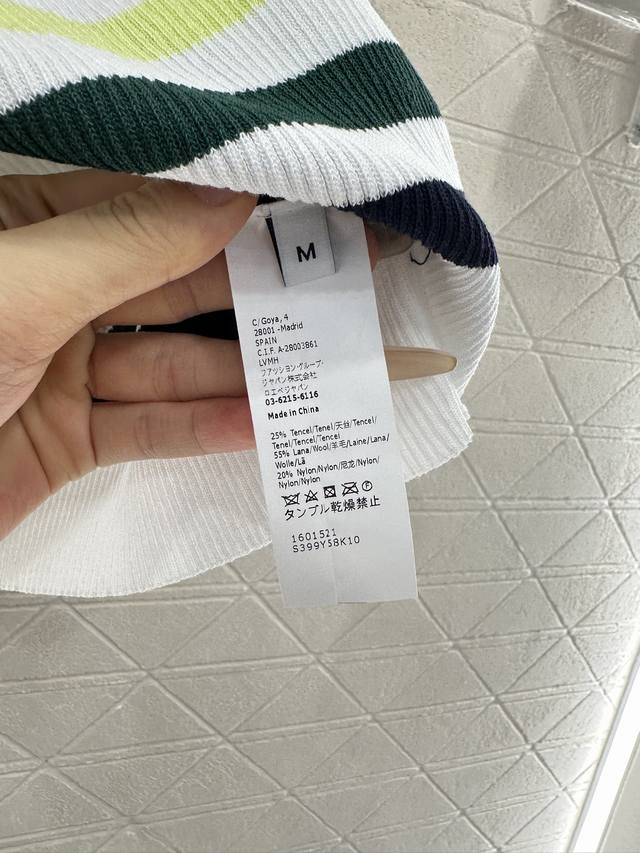 M
C/Goya, 4
28001 -Madrid
SPAIN
C.I.F. A-28003861
LVMH
ファッション・グループ・
ジャパン株式会社
ロエベジャパン
03-6215-6116
Made in China
25% Tencel/Tenel/天丝/Tencel/
Tenel/Tencel/Tencel
55% Lana/Wool/羊毛/Laine/Lana/
Wolle/Lã
20% Nylon/Nylon/尼龙/Nylon/
Nylon/Nylon
タンブル乾燥禁止
1601521
S399Y58K10